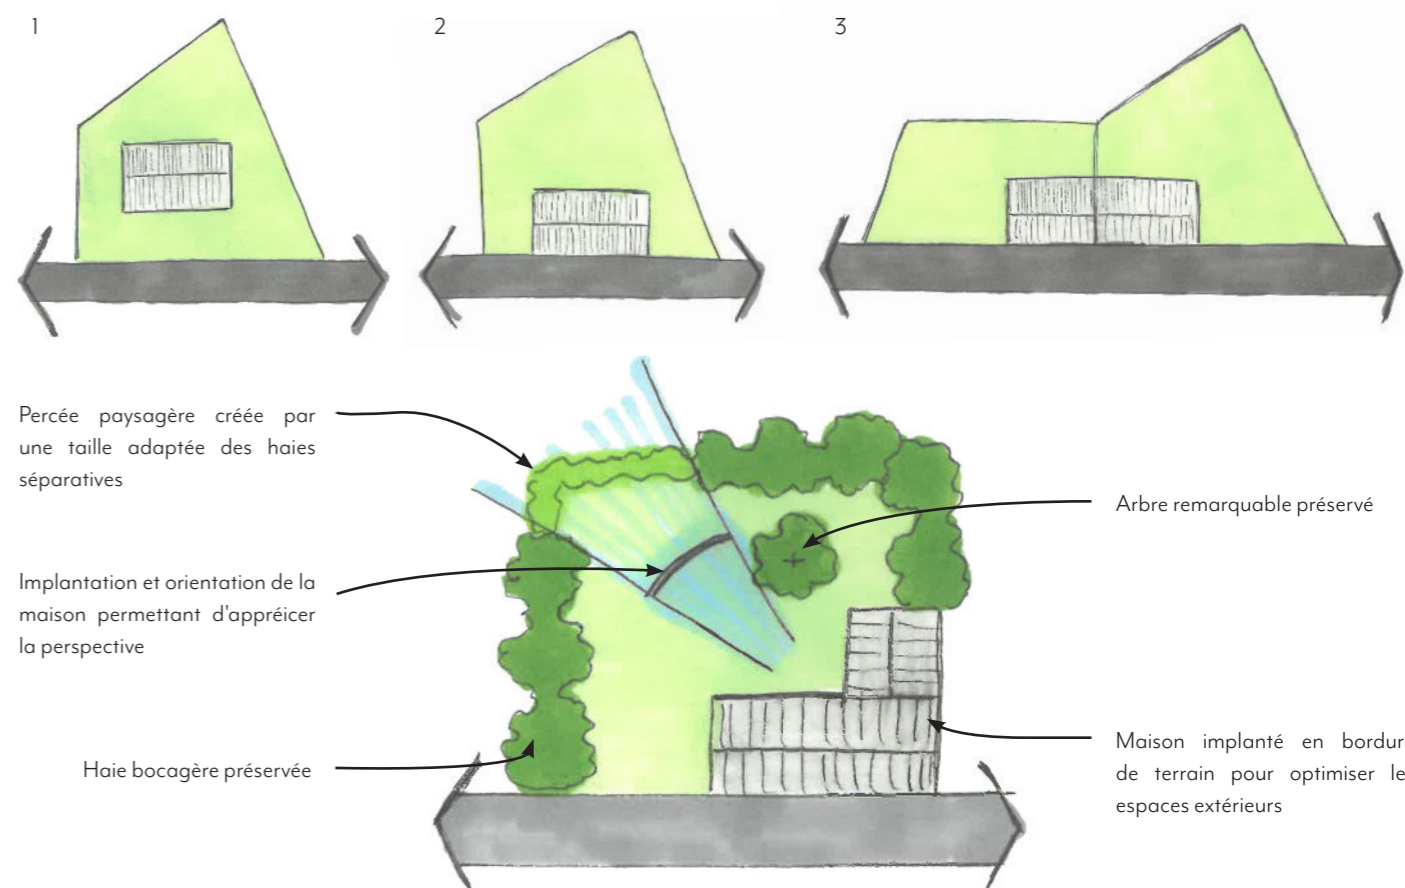 1
2
3
Percée paysagère créée par
une taille adaptée des haies
séparatives
Arbre remarquable préservé
Implantation et orientation de la
maison permettant d'appréicer
la perspective
Maison implanté en bordur
de terrain pour optimiser le
espaces extérieurs
Haie bocagère préservée